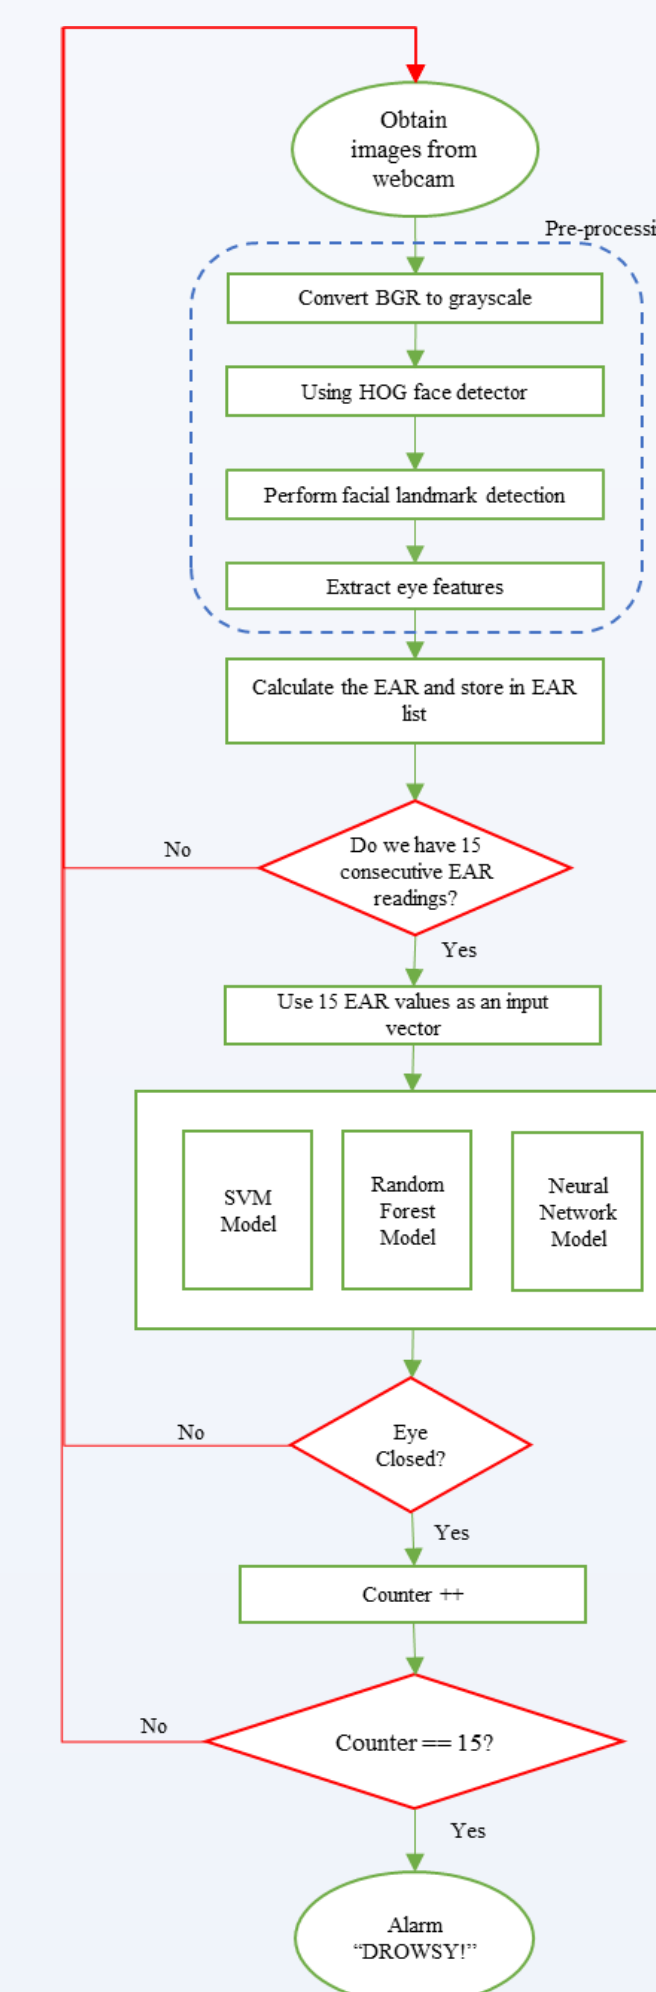 Obtain
images from
webcam
Pre-processi
Convert BGR to grayscale
Using HOG face detector
Perform facial landmark detection
Extract eye features
Calculate the EAR and store in EAR
list
Do we have 15
consecutive EAR
readings?
No
Yes
Use 15 EAR values as an input
vector
SVM
Model
Random
Forest
Model
Neural
Network
Model
Eye
Closed?
No
Yes
Counter ++
Counter == 15?
No
Yes
Alarm
“DROWSY!”